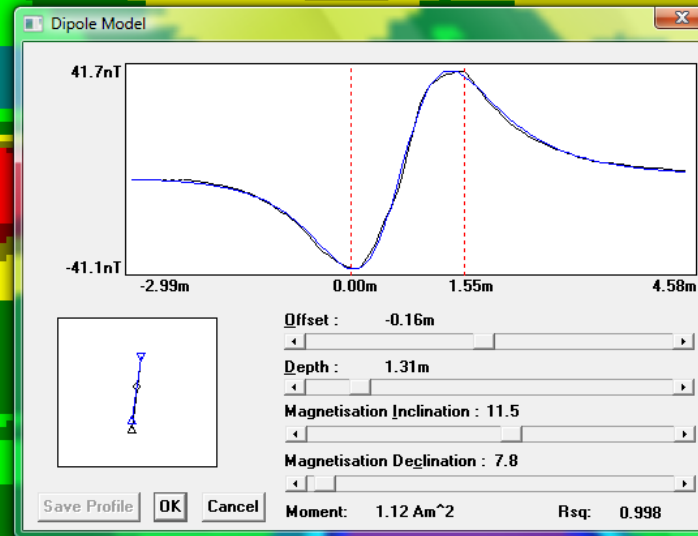 Dipole Model
41.7nT
-41.1nT
-2.99m 0.00m 1.55m 4.58m
Offset : -0.16m
Depth : 1.31m
Magnetisation Inclination : 11.5
Magnetisation Declination : 7.8
Save Profile OK Cancel Moment: 1.12 Am^2 Rsq: 0.998